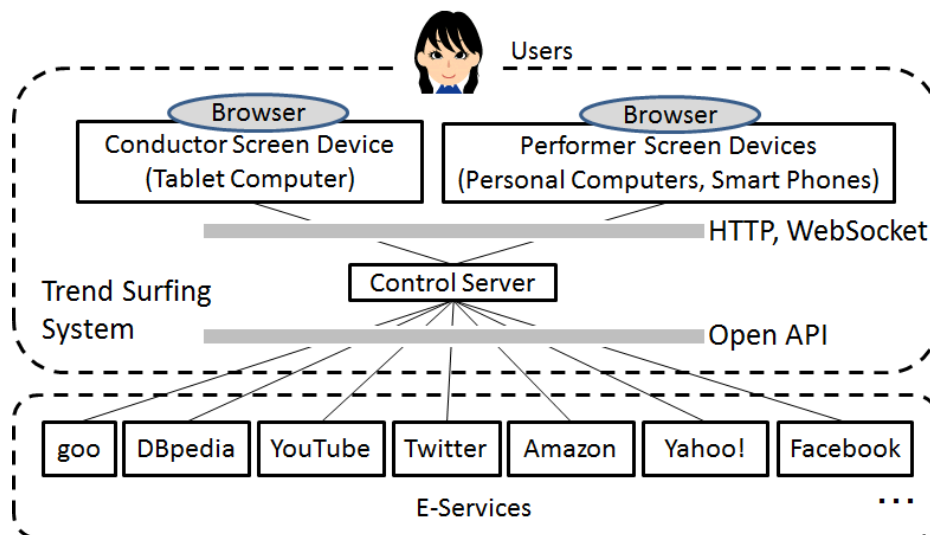 Users
Browser
Conductor Screen Device
(Tablet Computer)
Browser
Performer Screen Devices
(Personal Computers, Smart Phones)
HTTP, WebSocket
Control Server
Trend Surfing
System
Open API
goo
DBpedia
YouTube
Twitter
Amazon
Yahoo!
Facebook
E-Services
...